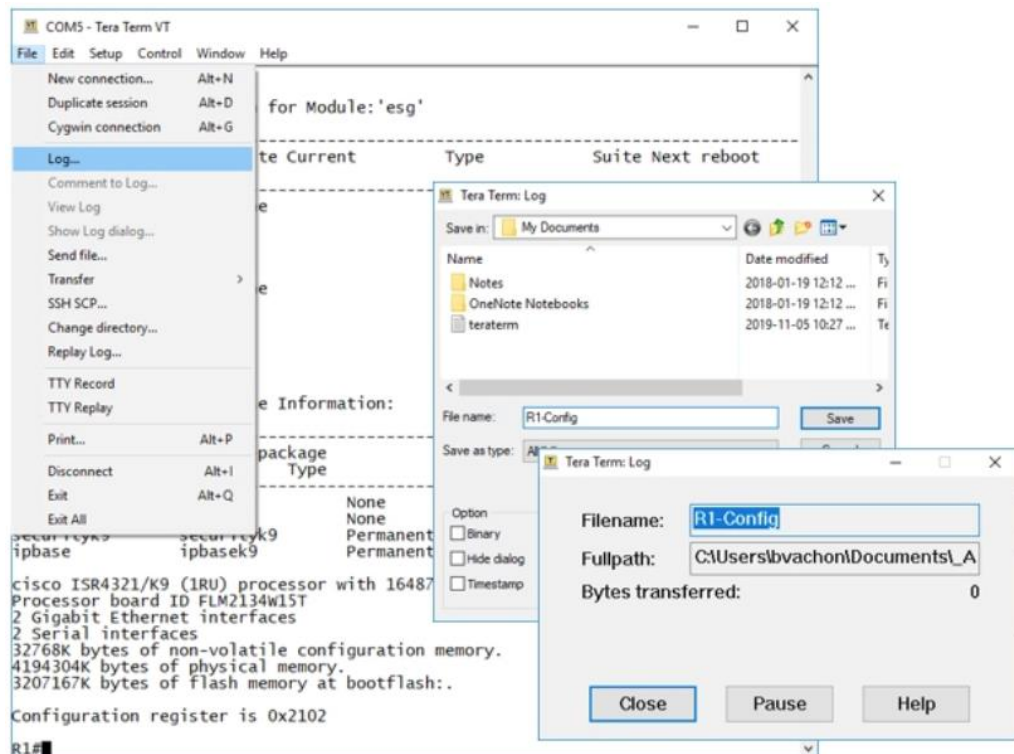 COM5 - Tera Term VT
File Edit Setup Control Window Help
New connection... Alt+N
Duplicate session Alt+D
Cygwin connection Alt+G
Log...
Comment to Log...
View Log
Show Log dialog...
Send file...
Transfer >
SSH SCP...
Change directory...
Replay Log...
TTY Record
TTY Replay
Print... Alt+P
Disconnect Alt+I
Exit Alt+Q
Exit All
for Module:'esg'
te Current Type Suite Next reboot
e
e
e Information:
package
Type
None
None
securityk9 securityk9 Permanent
ipbase ipbasek9 Permanent
cisco ISR4321/K9 (1RU) processor with 16487
Processor board ID FLM2134W15T
2 Gigabit Ethernet interfaces
2 Serial interfaces
32768K bytes of non-volatile configuration memory.
4194304K bytes of physical memory.
3207167K bytes of flash memory at bootflash:.
Configuration register is 0x2102
R1#
Tera Term: Log
Save in: My Documents
Name Date modified Ty
Notes 2018-01-19 12:12 ... Fi
OneNote Notebooks 2018-01-19 12:12 ... Fi
teraterm 2019-11-05 10:27 ... Te
File name: R1-Config Save
Save as type:
Option
Binary
Hide dialog
Timestamp
Tera Term: Log
Filename: R1-Config
Fullpath: C:\Users\bvachon\Documents\_A
Bytes transferred: 0
Close Pause Help